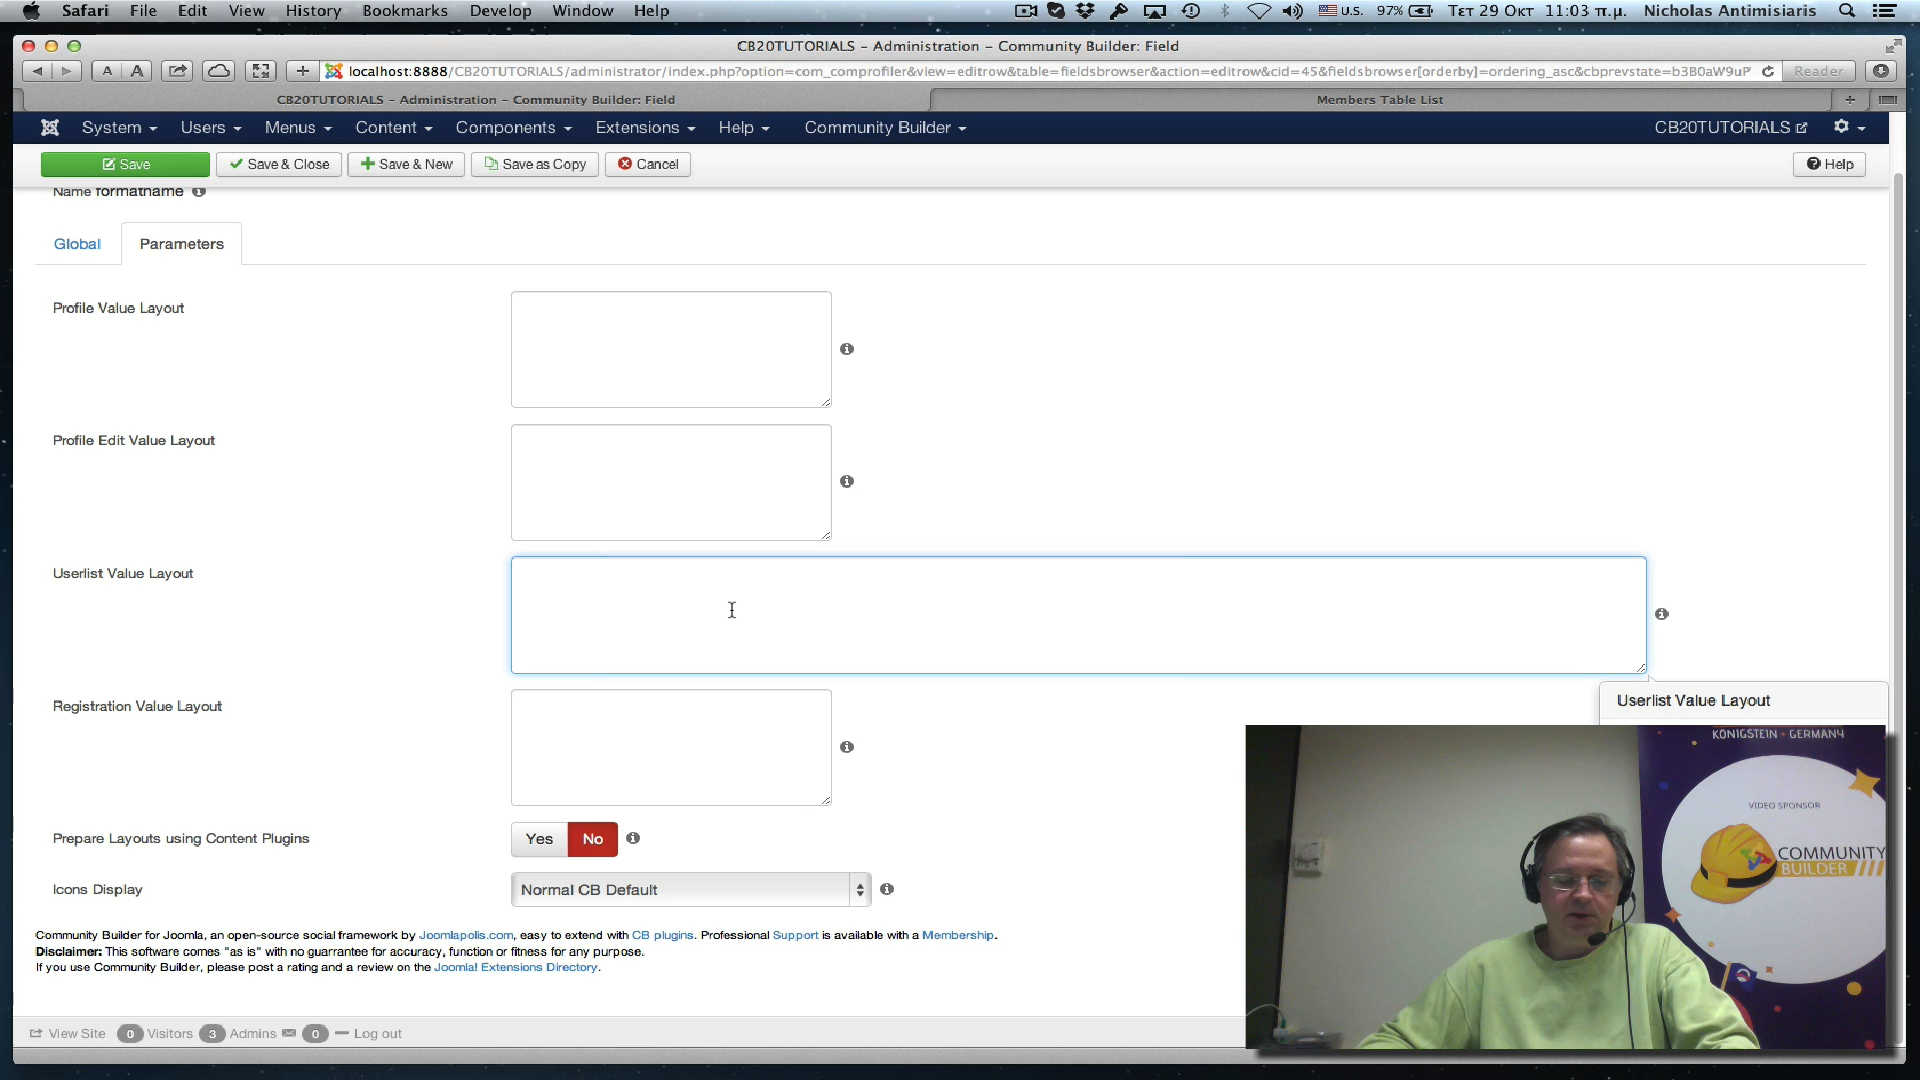 Safari File Edit View History Bookmarks Develop Window Help U.S. 97% Τετ 29 Οκτ 11:03 π.μ. Nicholas Antimisiaris
CB20TUTORIALS – Administration – Community Builder: Field
A A localhost:8888/CB20TUTORIALS/administrator/index.php?option=com_comprofiler&view=editrow&table=fieldsbrowser&action=editrow&cid=45&fieldsbrowser[orderby]=ordering_asc&cbprevstate=b3B0aW9uP Reader
CB20TUTORIALS – Administration – Community Builder: Field Members Table List
System Users Menus Content Components Extensions Help Community Builder CB20TUTORIALS
Save Save & Close Save & New Save as Copy Cancel Help
Name formatname
Global Parameters
Profile Value Layout
Profile Edit Value Layout
Userlist Value Layout
Registration Value Layout
Userlist Value Layout
KÖNIGSTEIN • GERMANY
VIDEO SPONSOR
COMMUNITY
BUILDER
Prepare Layouts using Content Plugins Yes No
Icons Display Normal CB Default
Community Builder for Joomla, an open-source social framework by Joomlapolis.com, easy to extend with CB plugins. Professional Support is available with a Membership.
Disclaimer: This software comes "as is" with no guarrantee for accuracy, function or fitness for any purpose.
If you use Community Builder, please post a rating and a review on the Joomla! Extensions Directory.
View Site 0 Visitors 3 Admins 0 Log out